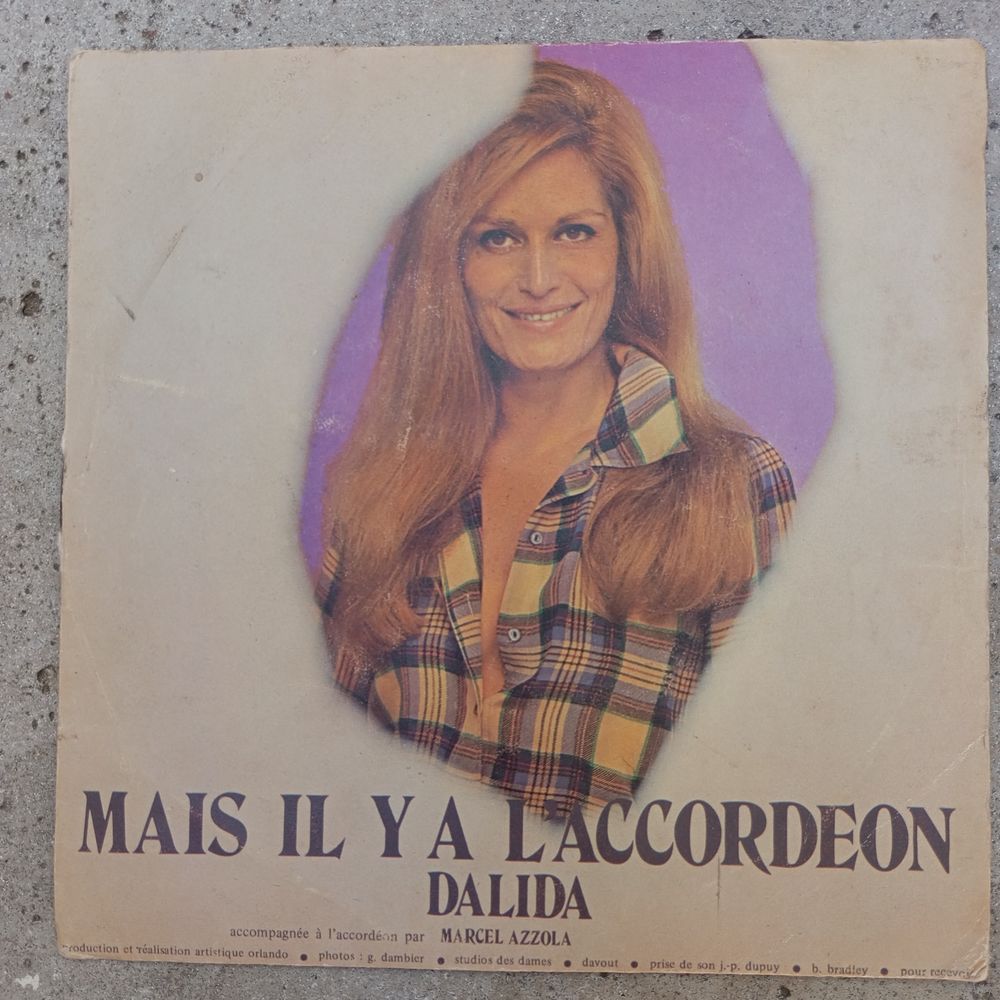 MAIS IL Y A L'ACCORDEON
DALIDA
accompagnée à l'accordéon par MARCEL AZZOLA
production et réalisation artistique orlando • photos : g. dambier • studios des dames • davout • prise de son j.-p. dupuy • b. bradley • pour recevoir